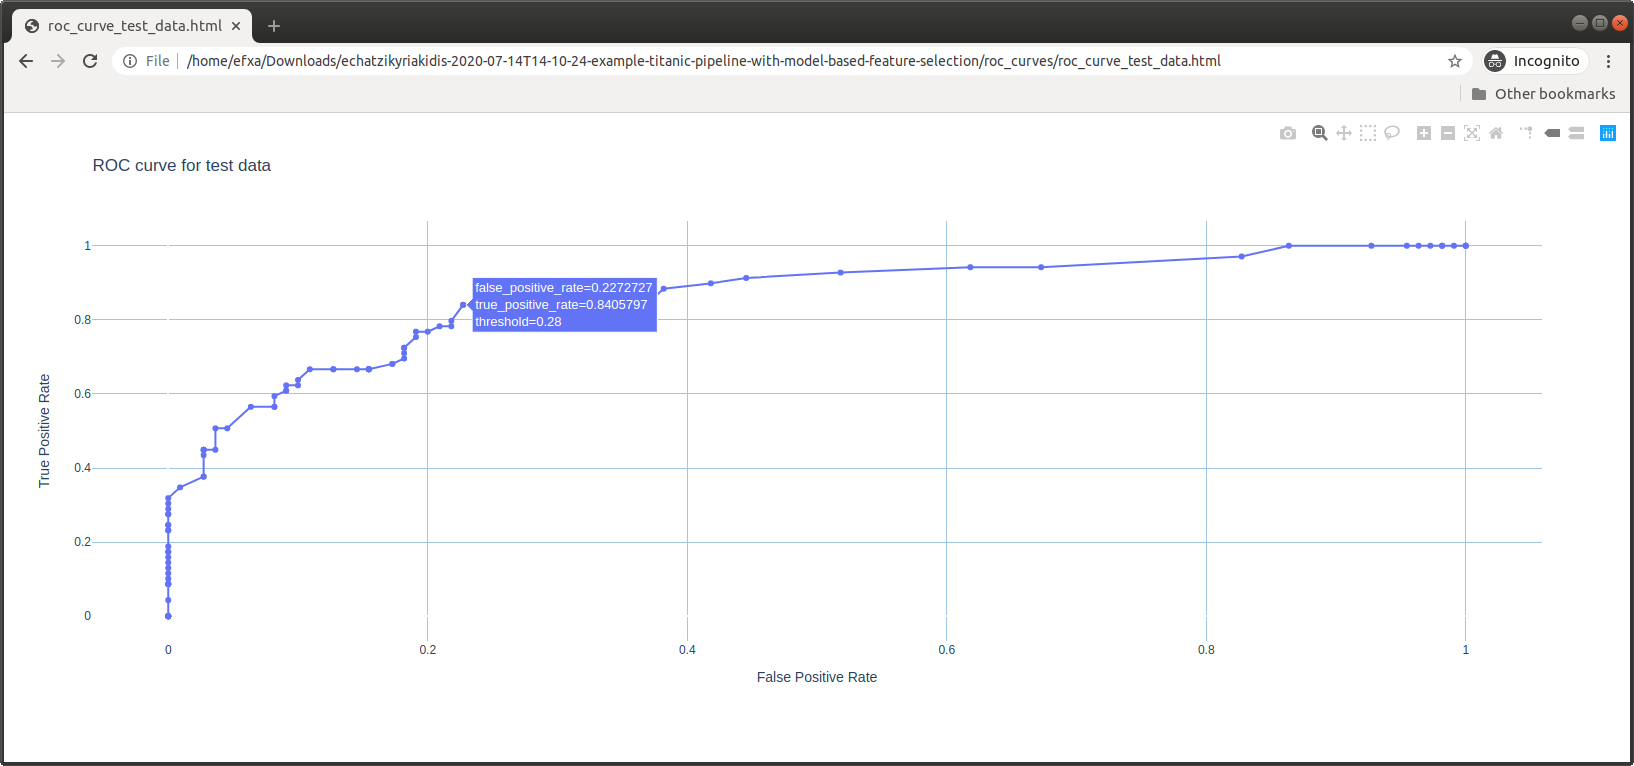 roc_curve_test_data.html
File
/home/efxa/Downloads/echatzikyriakidis-2020-07-14T14-10-24-example-titanic-pipeline-with-model-based-feature-selection/roc_curves/roc_curve_test_data.html
Incognito
Other bookmarks
ROC curve for test data
1
0.8
0.6
0.4
0.2
0
True Positive Rate
false_positive_rate=0.2272727
true_positive_rate=0.8405797
threshold=0.28
0 0.2 0.4 0.6 0.8 1
False Positive Rate